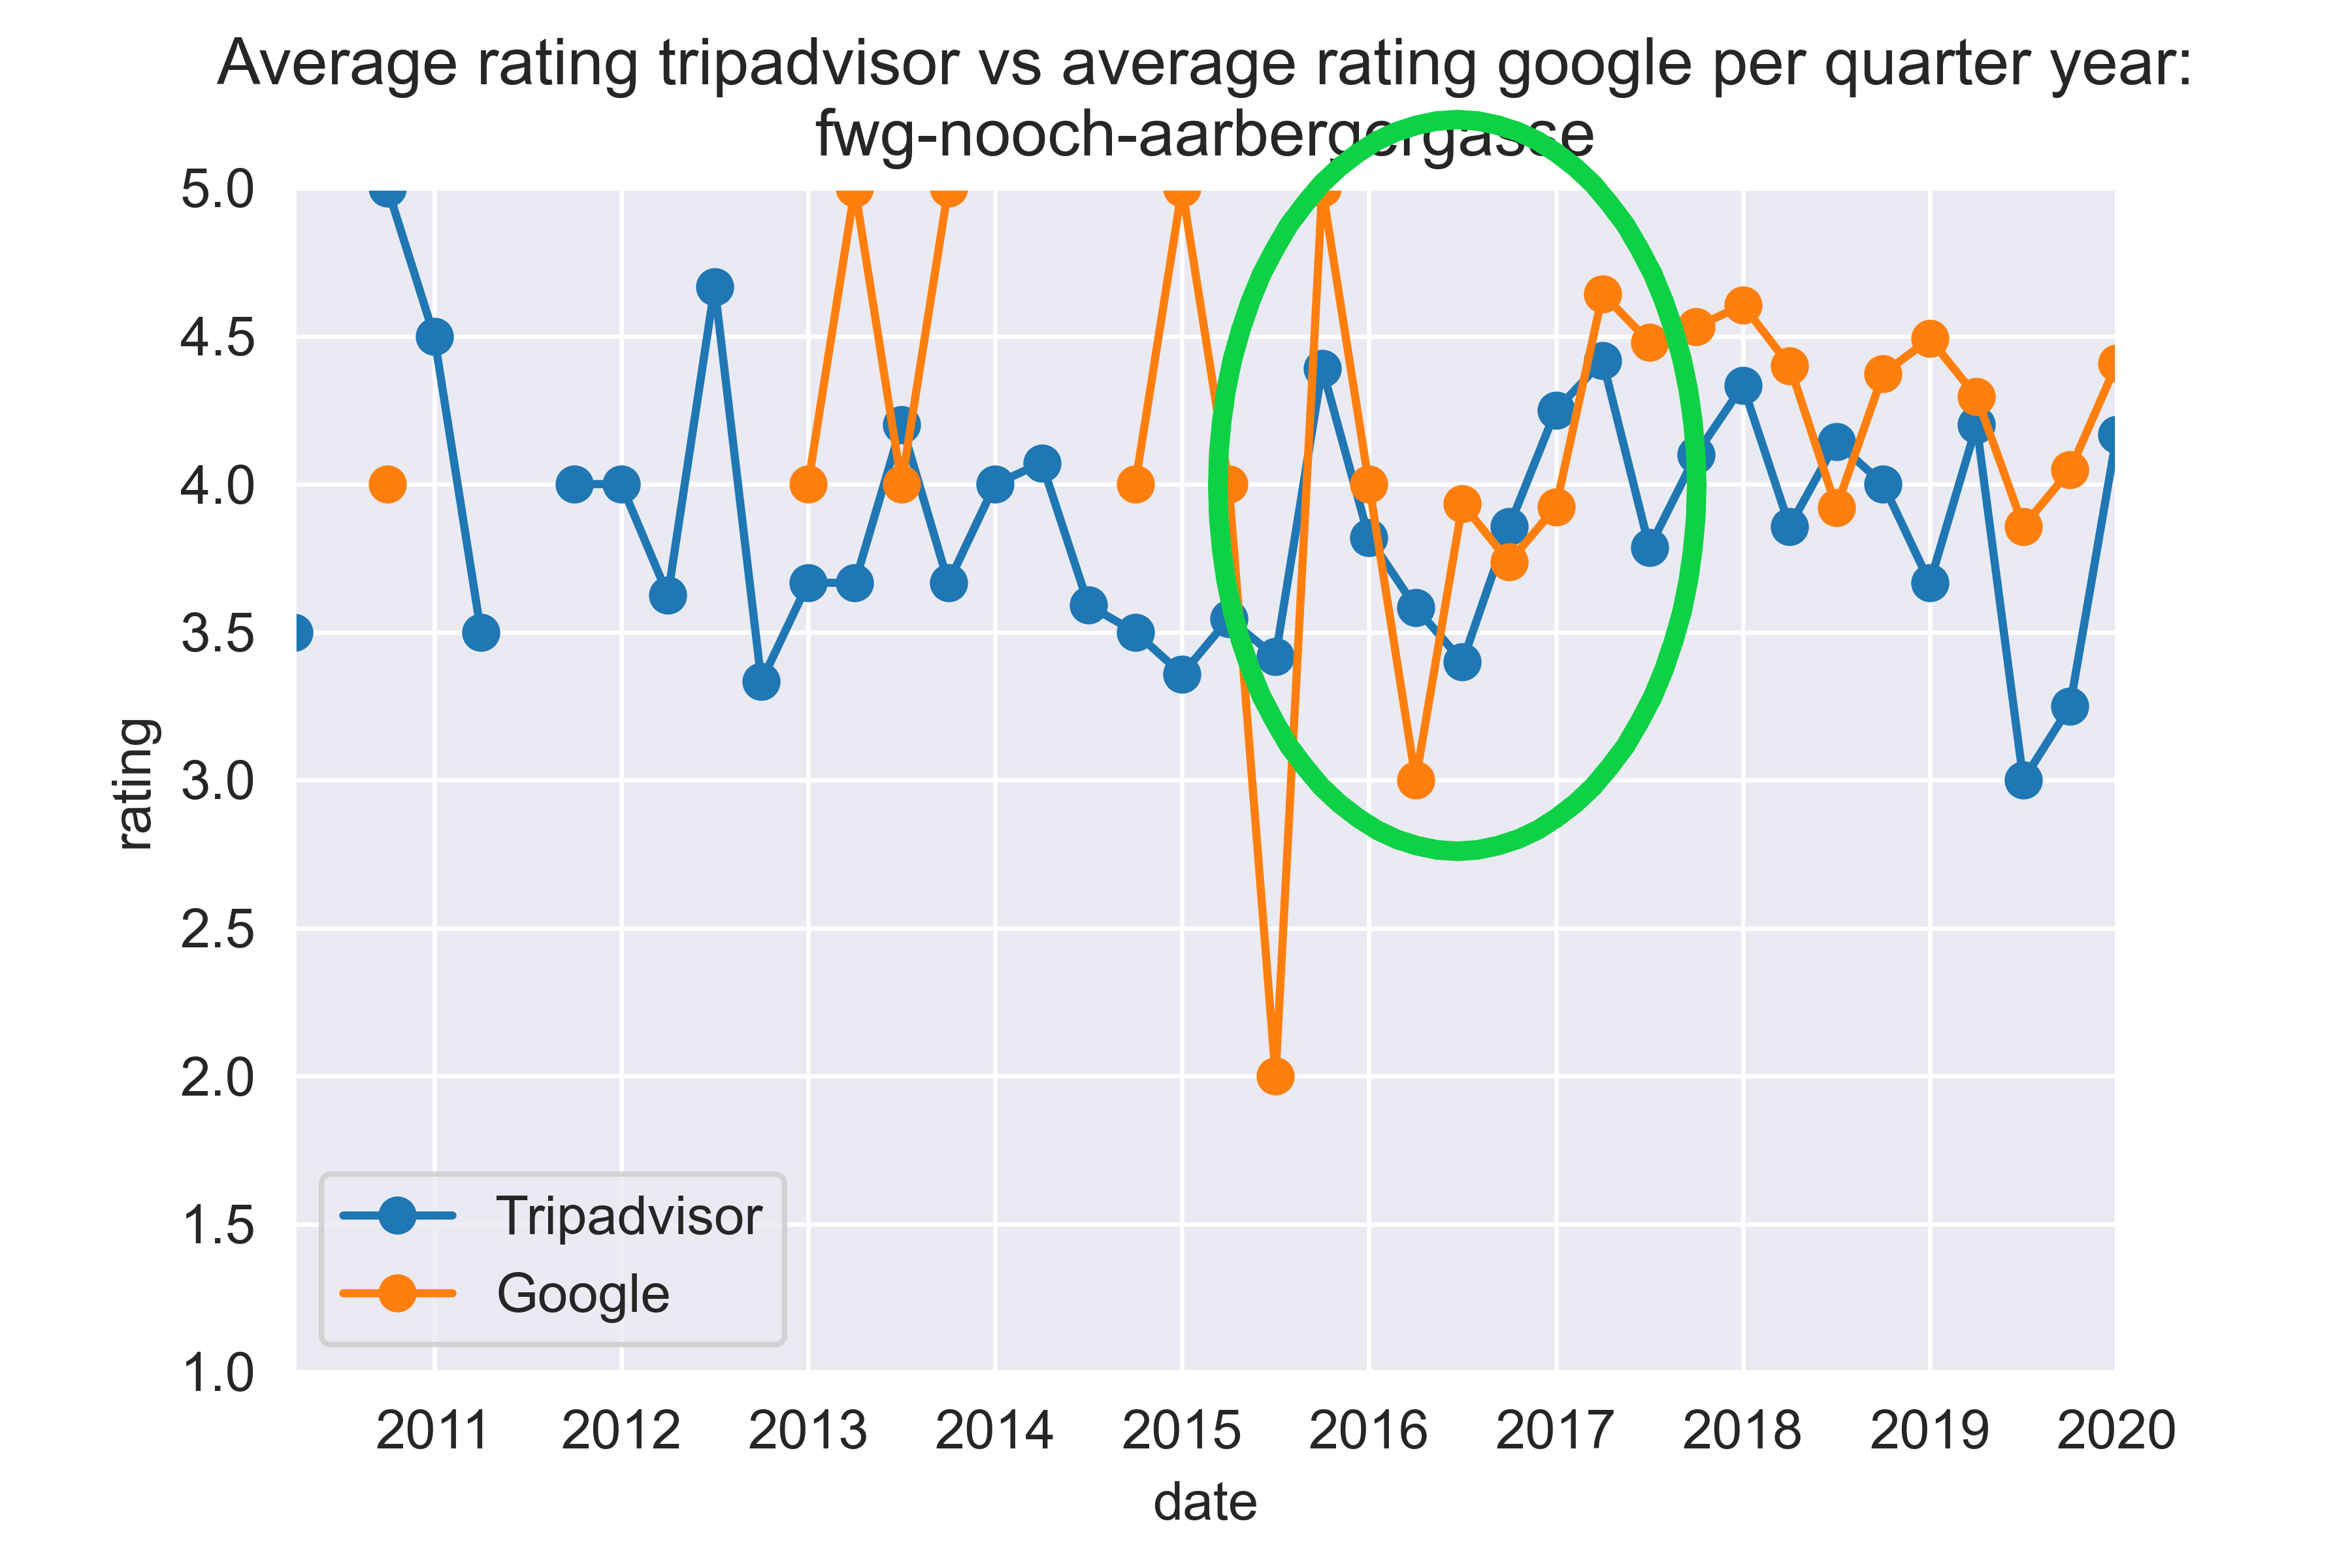 Average rating tripadvisor vs average rating google per quarter year:
fwg-nooch-aarbergergasse
5.0
4.5
4.0
3.5
3.0
2.5
2.0
1.5
1.0
rating
Tripadvisor
Google
2011 2012 2013 2014 2015 2016 2017 2018 2019 2020
date